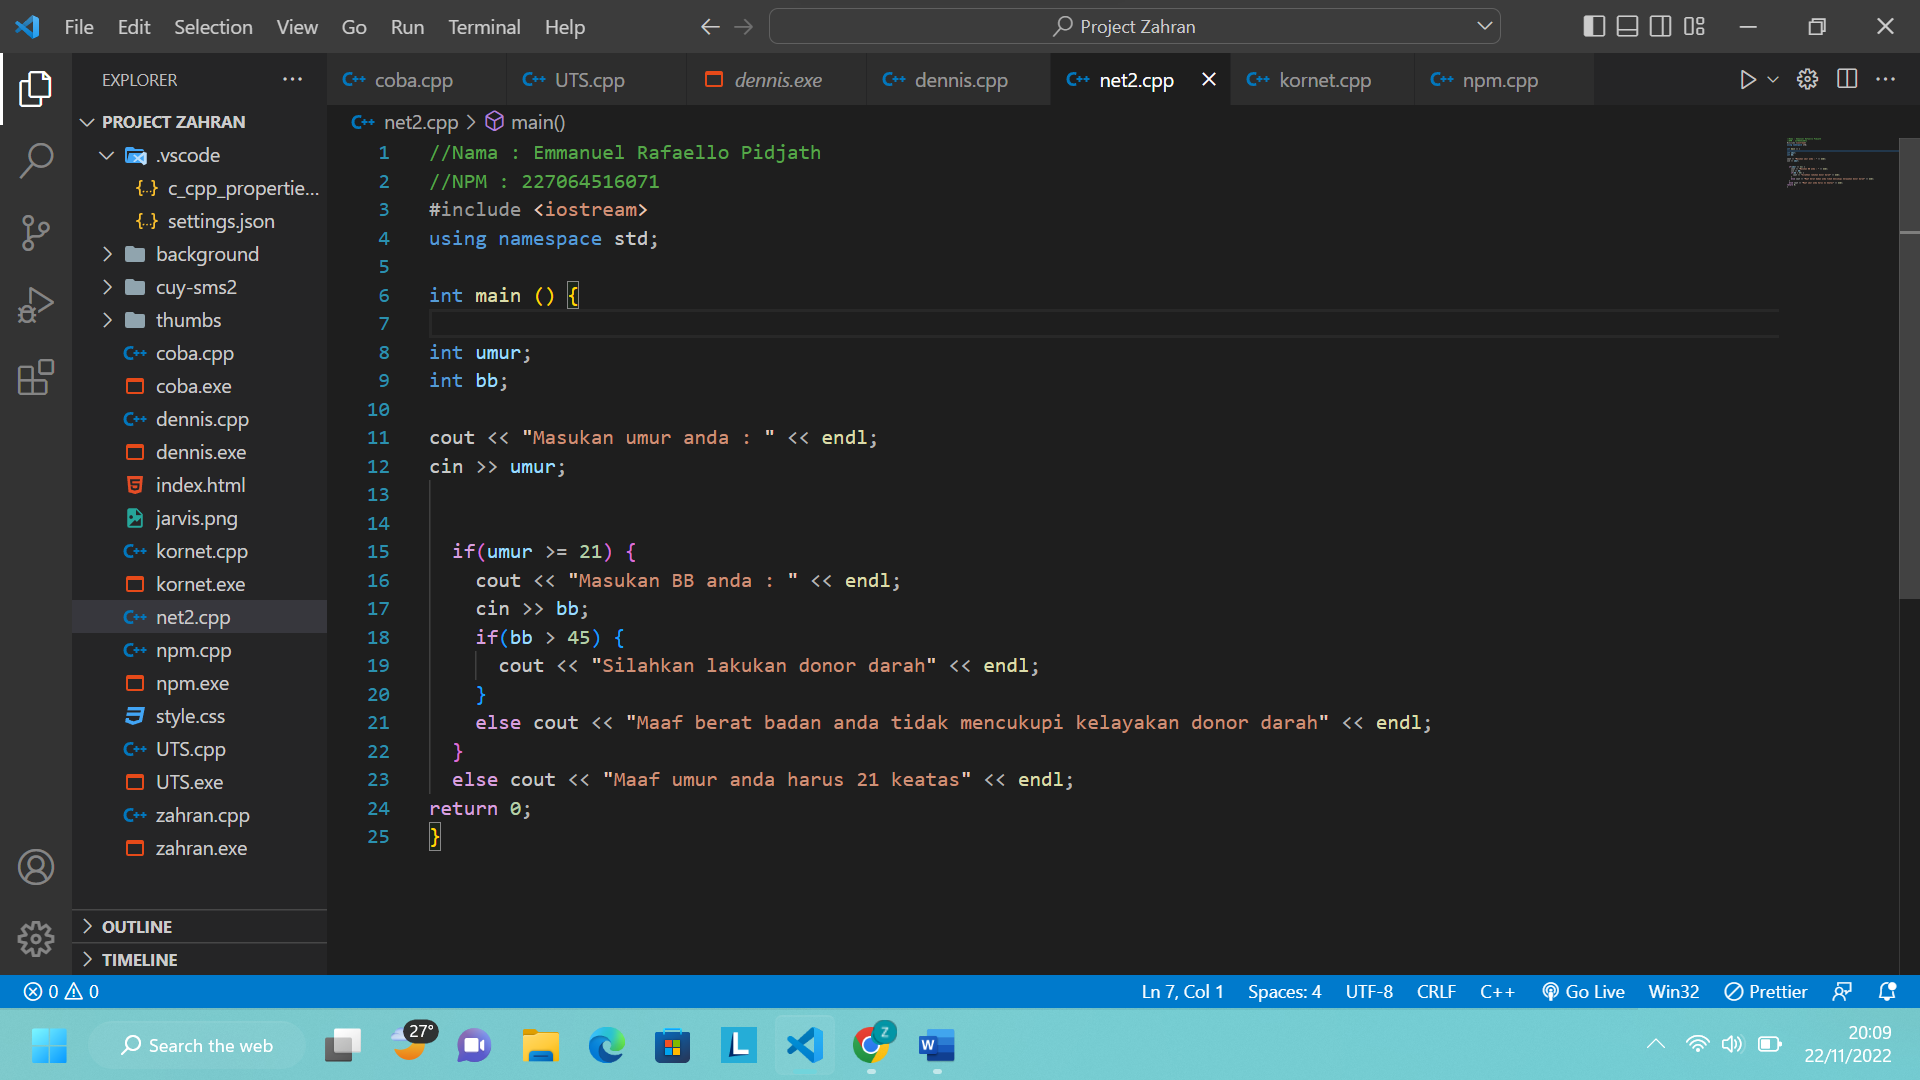 File Edit Selection View Go Run Terminal Help
Project Zahran
EXPLORER
PROJECT ZAHRAN
.vscode
c_cpp_propertie...
settings.json
background
cuy-sms2
thumbs
coba.cpp
coba.exe
dennis.cpp
dennis.exe
index.html
jarvis.png
kornet.cpp
kornet.exe
net2.cpp
npm.cpp
npm.exe
style.css
UTS.cpp
UTS.exe
zahran.cpp
zahran.exe
OUTLINE
TIMELINE
coba.cpp UTS.cpp dennis.exe dennis.cpp net2.cpp kornet.cpp npm.cpp
net2.cpp > main()
1 //Nama : Emmanuel Rafaello Pidjath
2 //NPM : 227064516071
3 #include <iostream>
4 using namespace std;
5
6 int main () {
7
8 int umur;
9 int bb;
10
11 cout << "Masukan umur anda : " << endl;
12 cin >> umur;
13
14
15 if(umur >= 21) {
16 cout << "Masukan BB anda : " << endl;
17 cin >> bb;
18 if(bb > 45) {
19 cout << "Silahkan lakukan donor darah" << endl;
20 }
21 else cout << "Maaf berat badan anda tidak mencukupi kelayakan donor darah" << endl;
22 }
23 else cout << "Maaf umur anda harus 21 keatas" << endl;
24 return 0;
25 }
0 0
Ln 7, Col 1 Spaces: 4 UTF-8 CRLF C++ Go Live Win32 Prettier
Search the web
27°
L
Z
W
20:09
22/11/2022